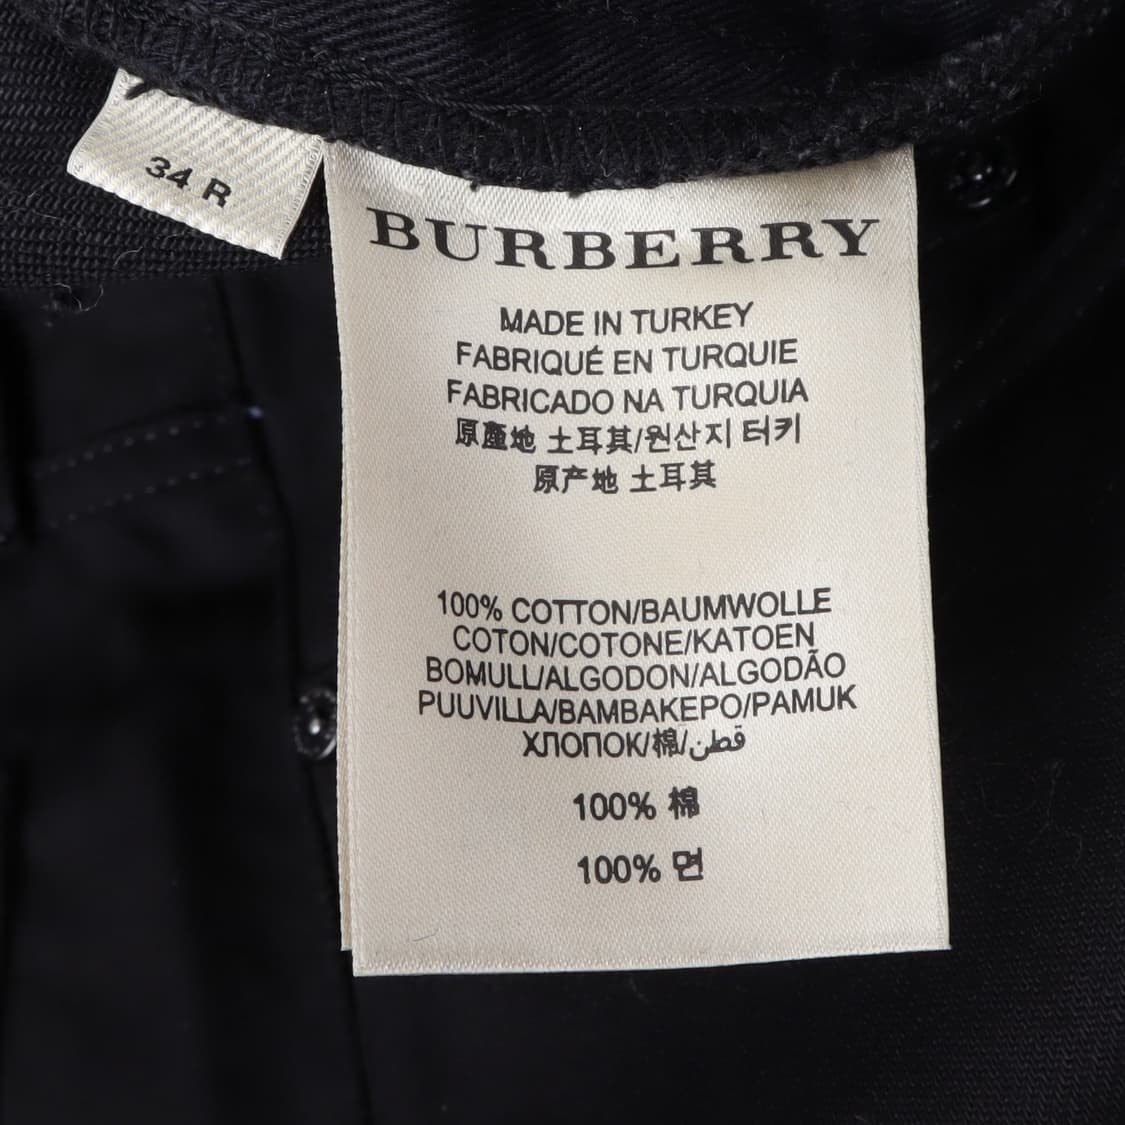 34 R
BURBERRY
MADE IN TURKEY
FABRIQUÉ EN TURQUIE
FABRICADO NA TURQUIA
原產地 土耳其/원산지 터키
原产地 土耳其
100% COTTON/BAUMWOLLE
COTON/COTONE/KATOEN
BOMULL/ALGODON/ALGODÃO
PUUVILLA/BAMBAKEPO/PAMUK
ХЛОПОК/棉/قطن
100% 棉
100% 면